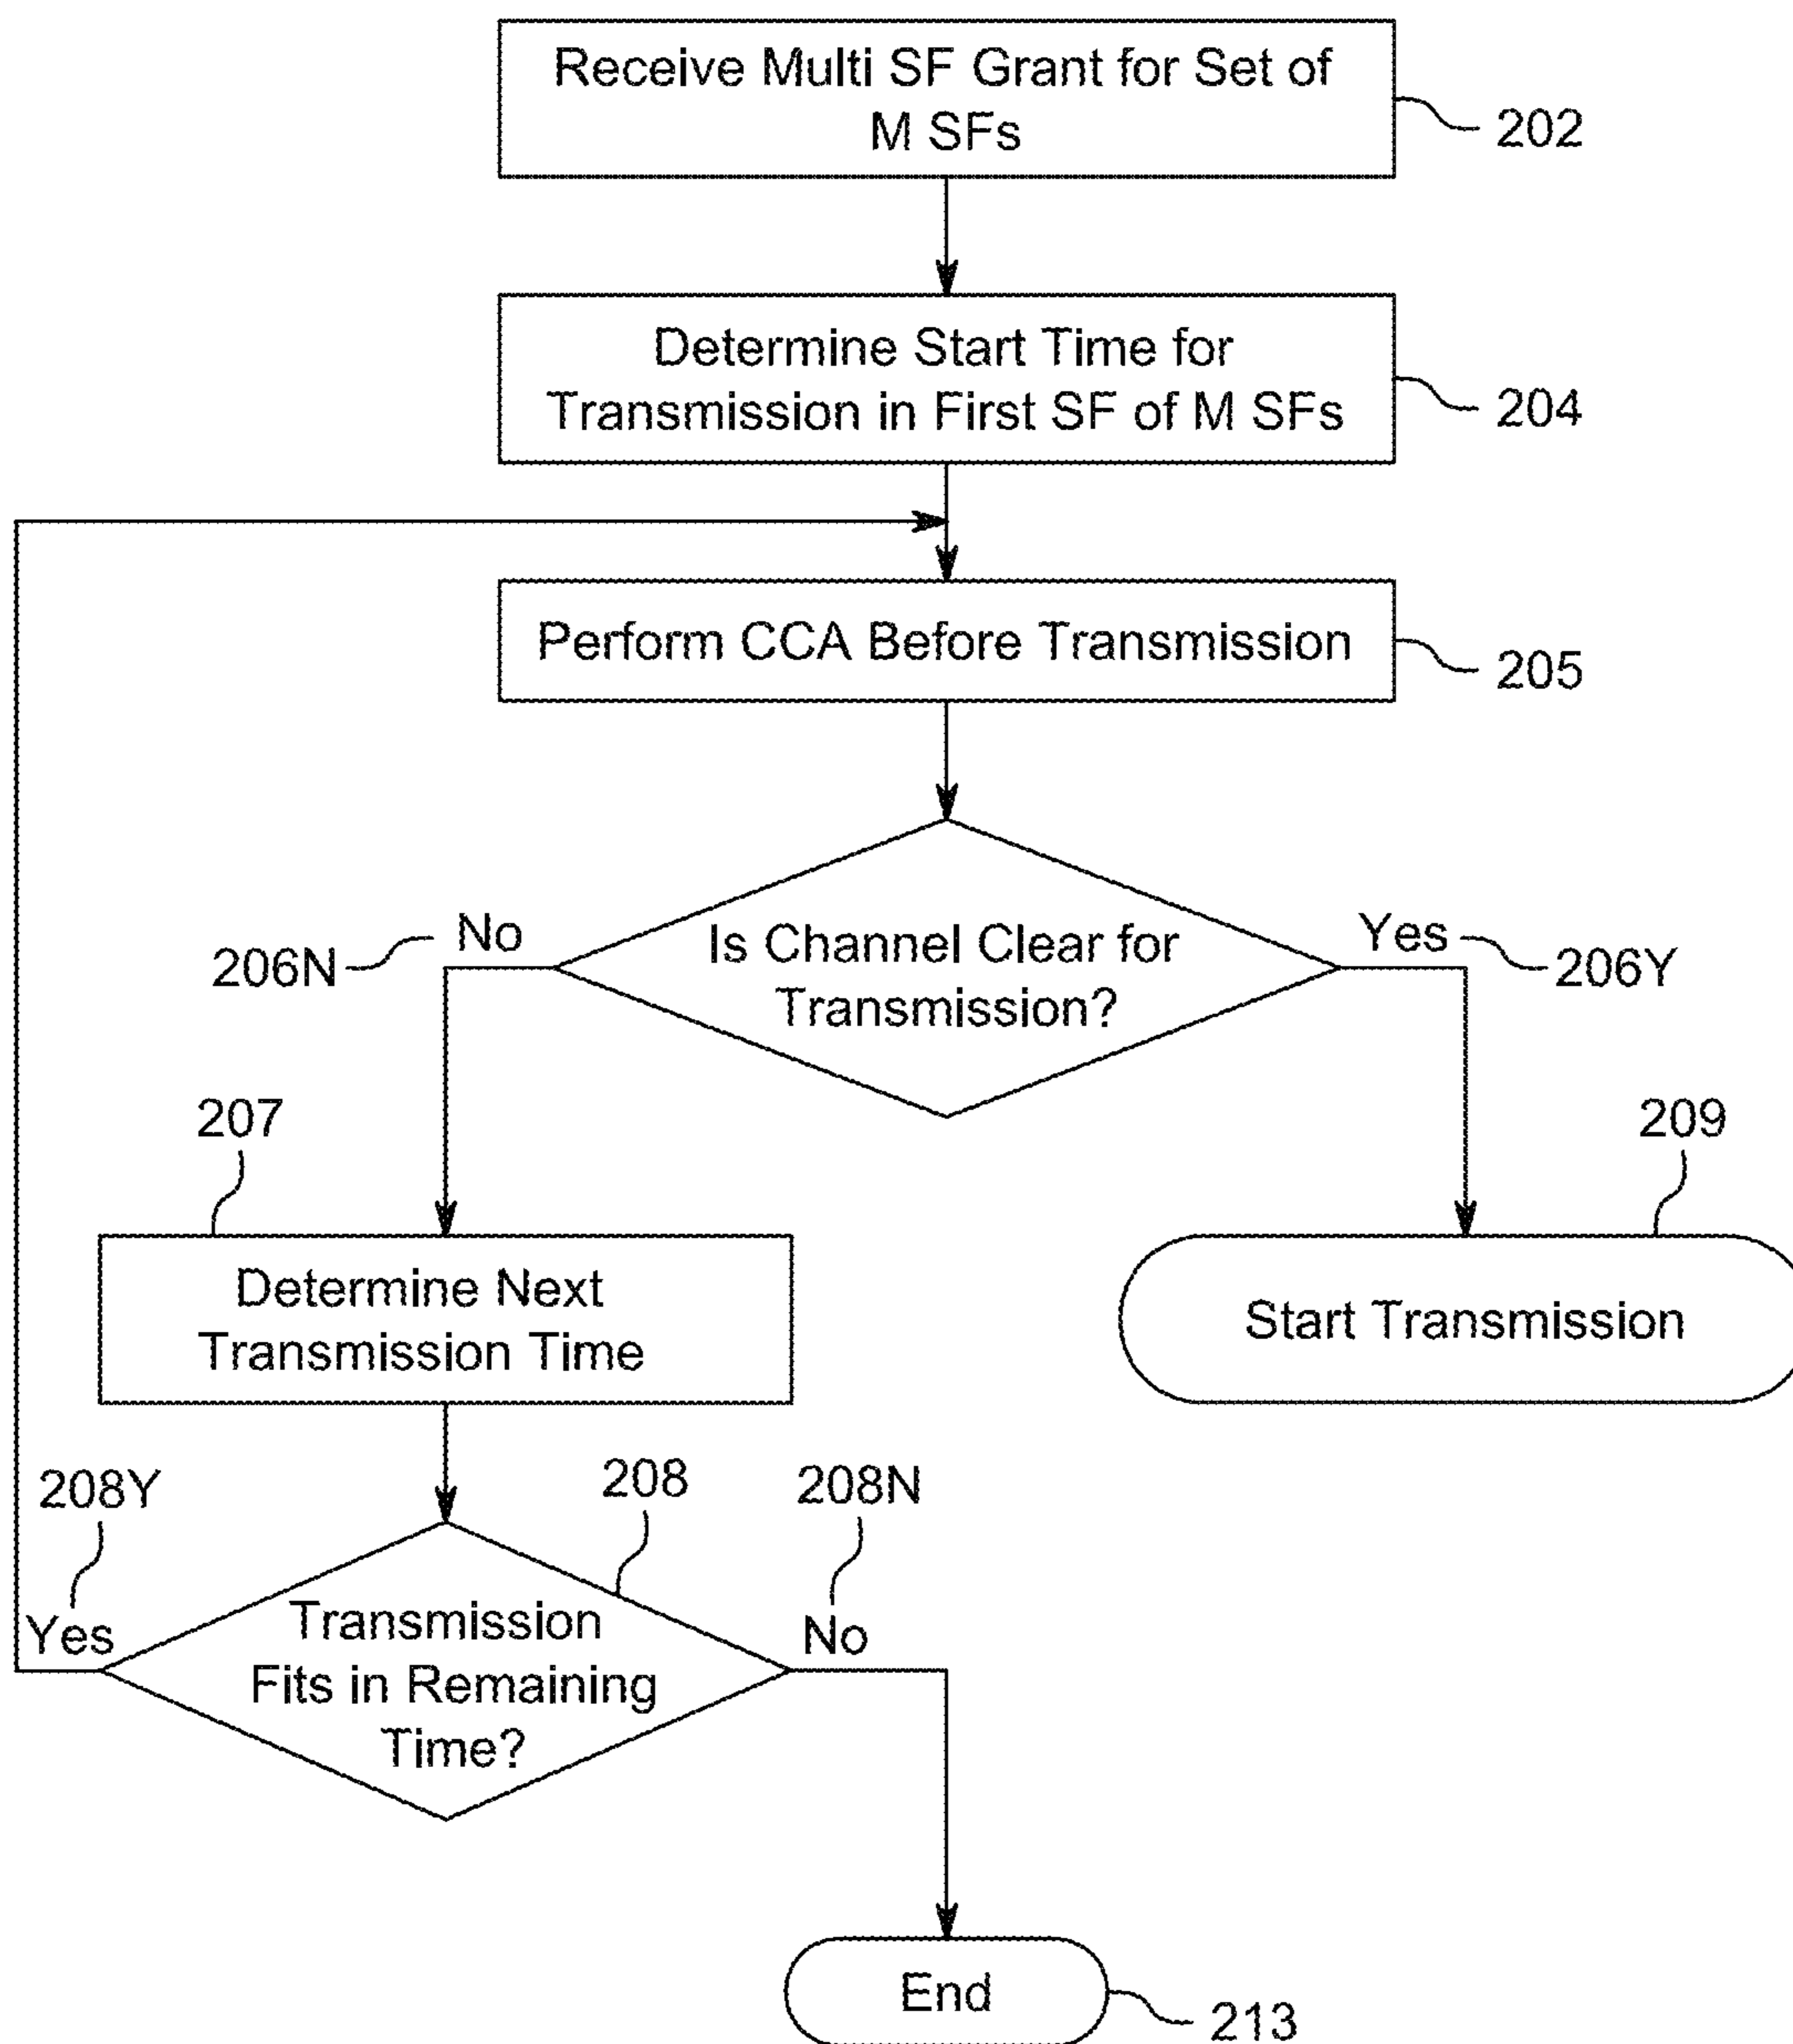 Receive Multi SF Grant for Set of
M SFs
202
Determine Start Time for
Transmission in First SF of M SFs
204
Perform CCA Before Transmission
205
Is Channel Clear for
Transmission?
No
206N
Yes
206Y
207
Determine Next
Transmission Time
209
Start Transmission
208Y
208
208N
Yes
Transmission
Fits in Remaining
Time?
No
End
213